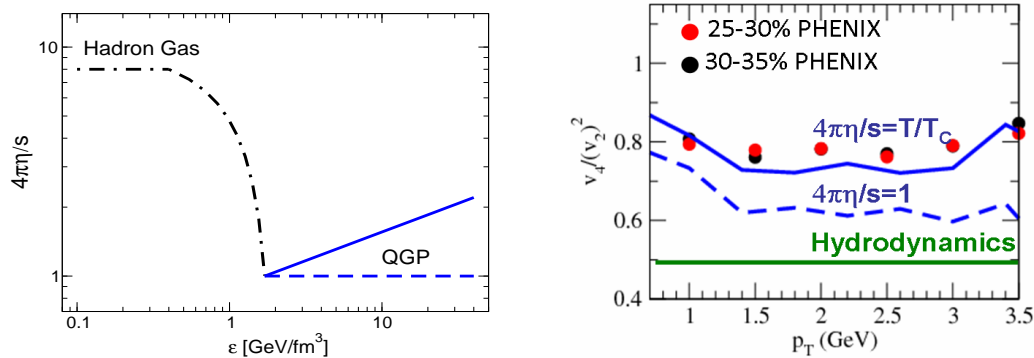 10
Hadron Gas
4πη/s
QGP
1
0.1
1
10
ε [GeV/fm³]
25-30% PHENIX
30-35% PHENIX
1
0.8
0.6
0.4
v₄/(v₂)²
4πη/s=T/T_C
4πη/s=1
Hydrodynamics
1
1.5
2
2.5
3
3.5
p_T (GeV)